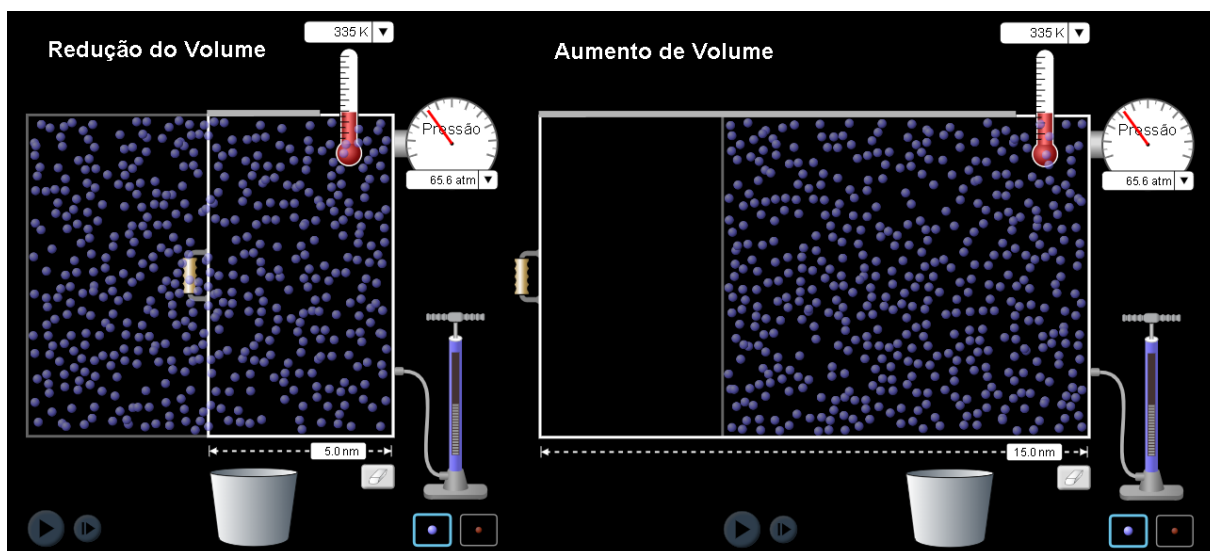 Redução do Volume
335 K
Pressão
65.6 atm
5.0 nm
Aumento de Volume
335 K
Pressão
65.6 atm
15.0 nm